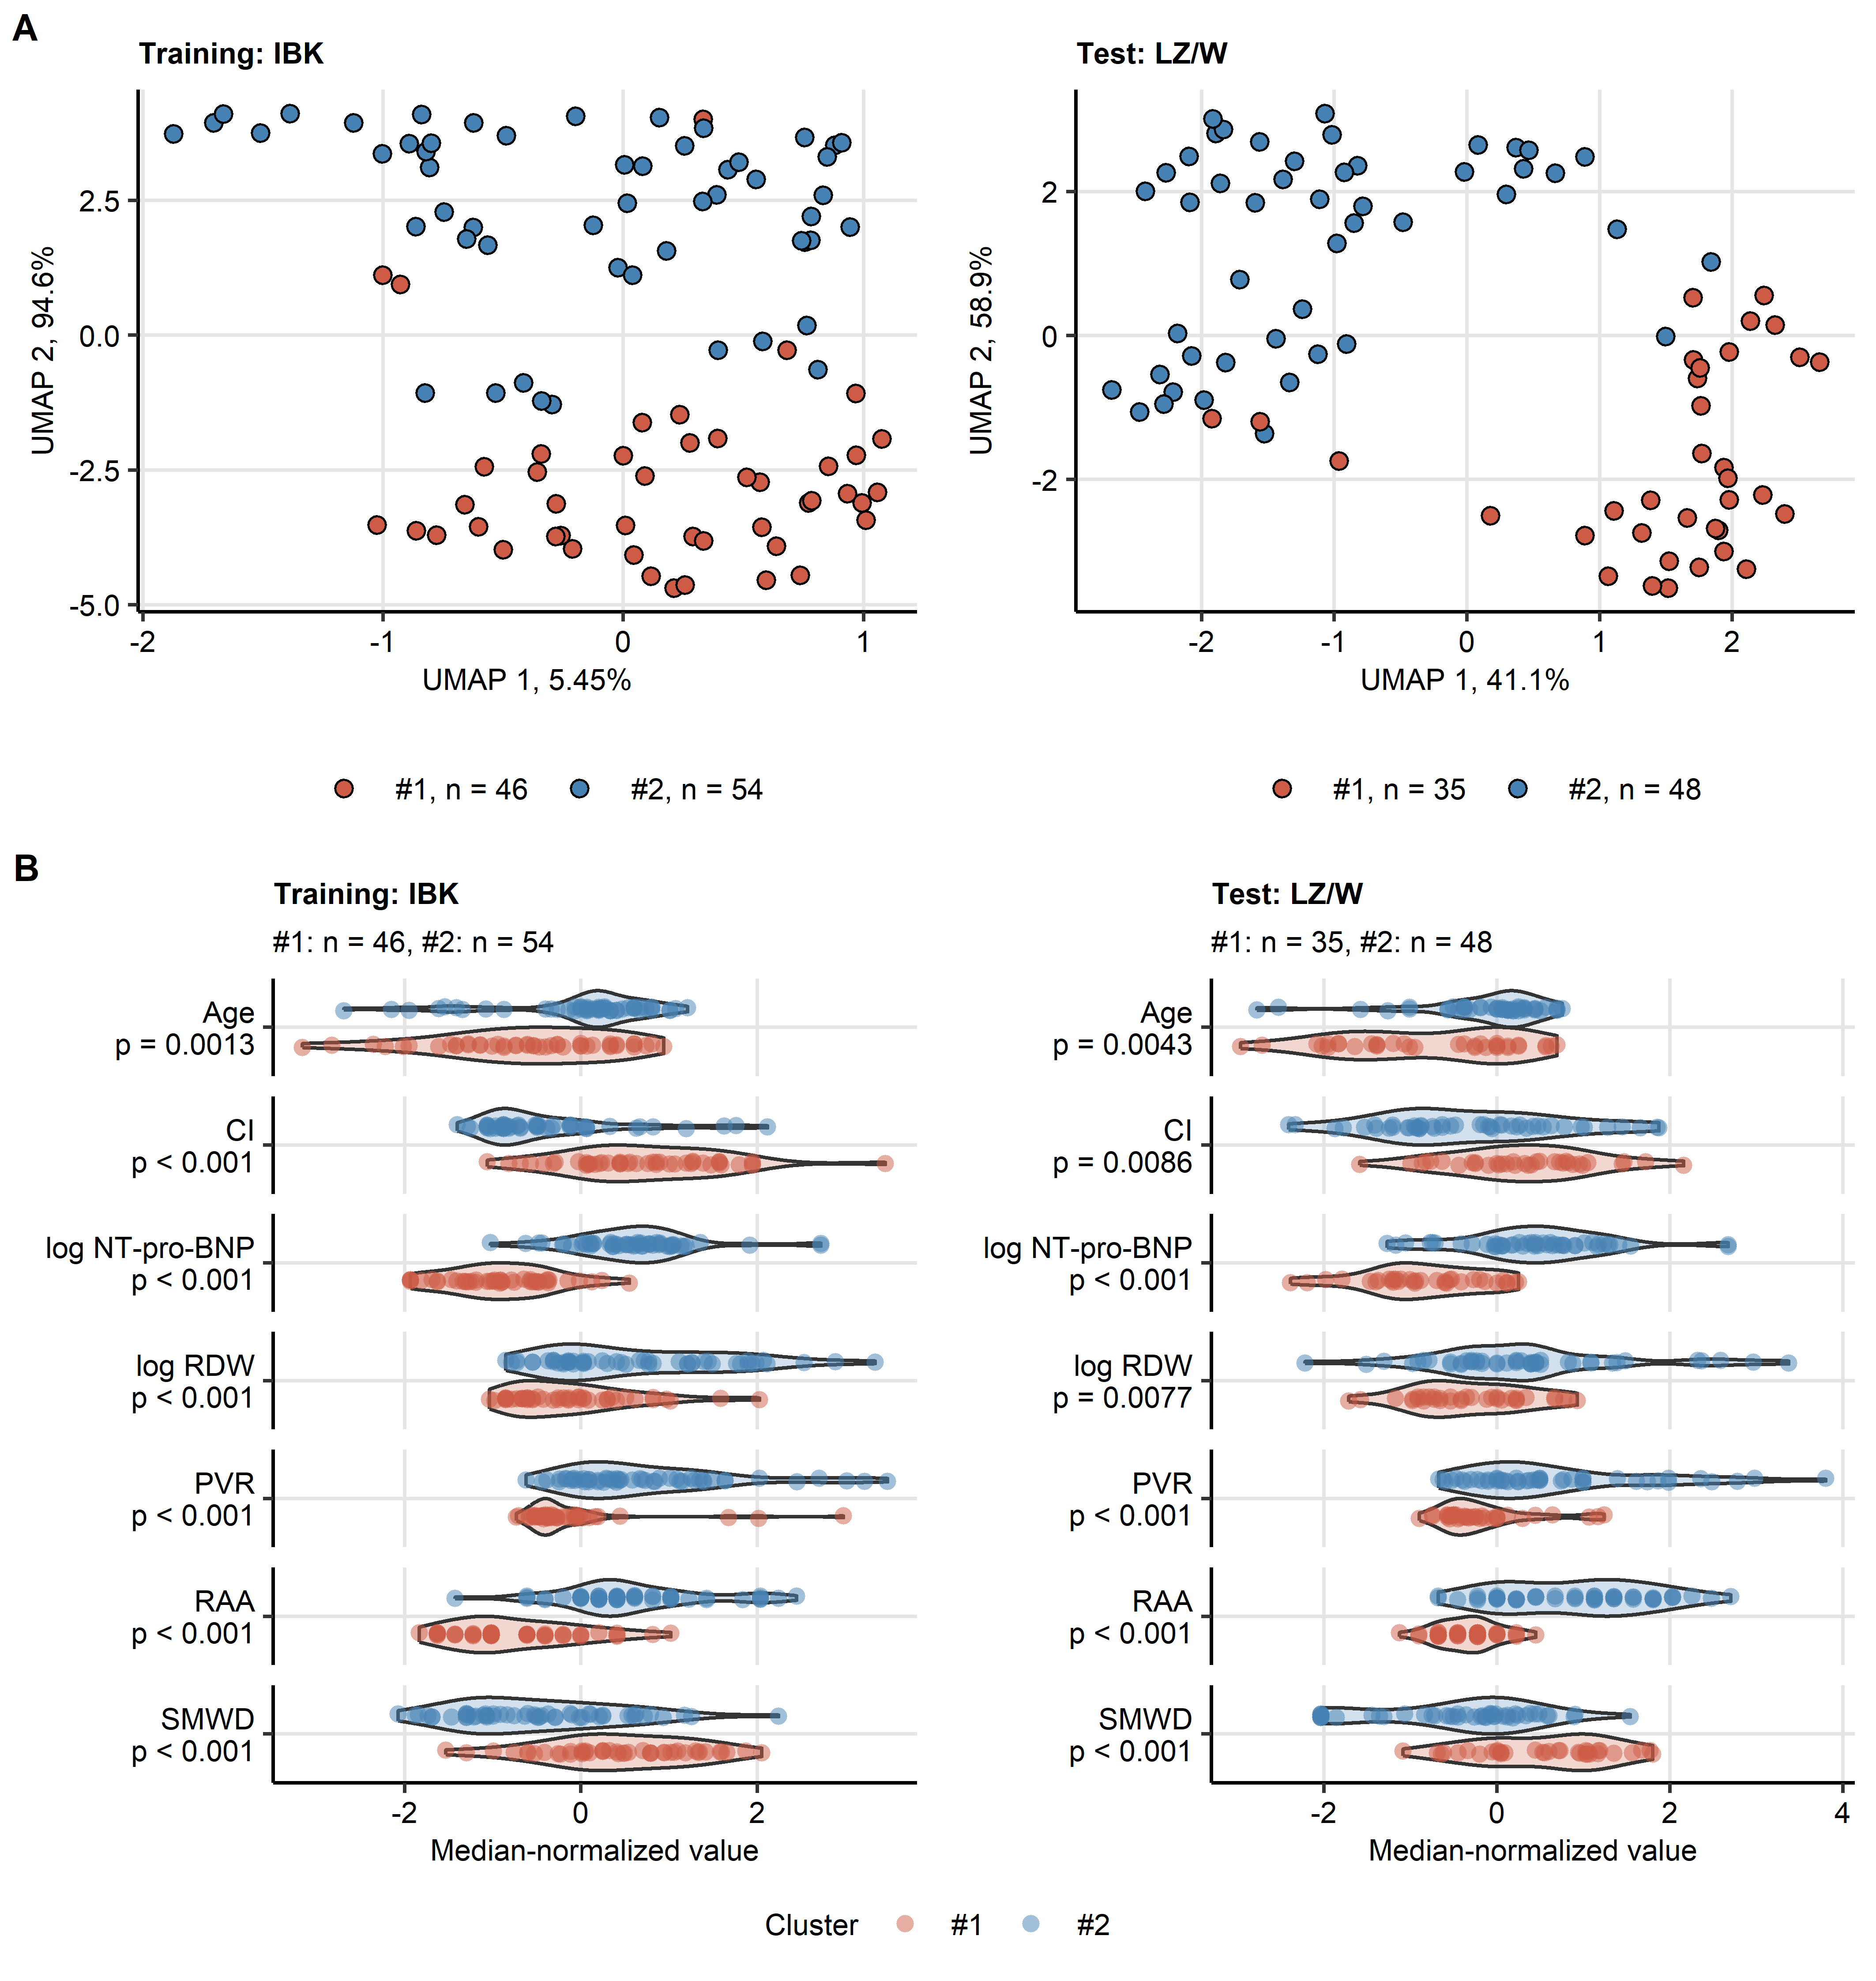 A
Training: IBK
Test: LZ/W
UMAP 2, 94.6%
2.5
0.0
-2.5
-5.0
-2 -1 0 1
UMAP 1, 5.45%
UMAP 2, 58.9%
2
0
-2
-2 -1 0 1 2
UMAP 1, 41.1%
#1, n = 46 #2, n = 54
#1, n = 35 #2, n = 48
B
Training: IBK
#1: n = 46, #2: n = 54
Age
p = 0.0013
CI
p < 0.001
log NT-pro-BNP
p < 0.001
log RDW
p < 0.001
PVR
p < 0.001
RAA
p < 0.001
SMWD
p < 0.001
-2 0 2
Median-normalized value
Test: LZ/W
#1: n = 35, #2: n = 48
Age
p = 0.0043
CI
p = 0.0086
log NT-pro-BNP
p < 0.001
log RDW
p = 0.0077
PVR
p < 0.001
RAA
p < 0.001
SMWD
p < 0.001
-2 0 2 4
Median-normalized value
Cluster #1 #2